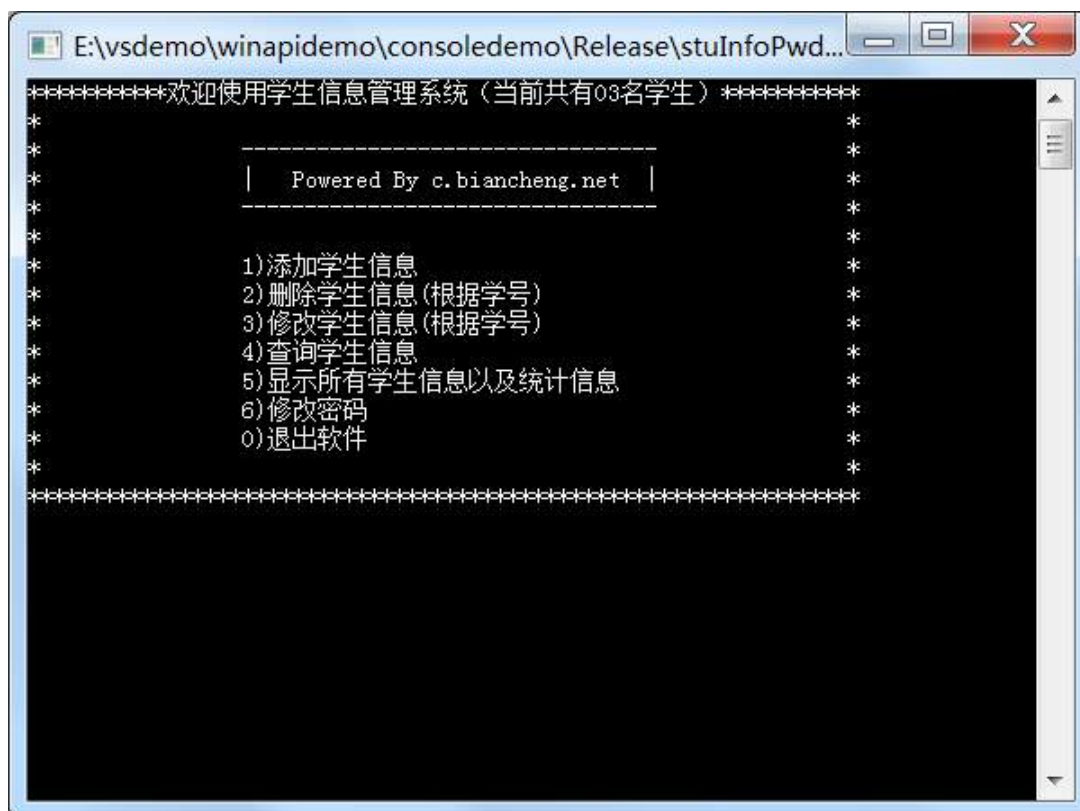 E:\vsdemo\winapidemo\consoledemo\Release\stuInfoPwd...
***********欢迎使用学生信息管理系统（当前共有03名学生）***********
Powered By c.biancheng.net
1)添加学生信息
2)删除学生信息(根据学号)
3)修改学生信息(根据学号)
4)查询学生信息
5)显示所有学生信息以及统计信息
6)修改密码
0)退出软件